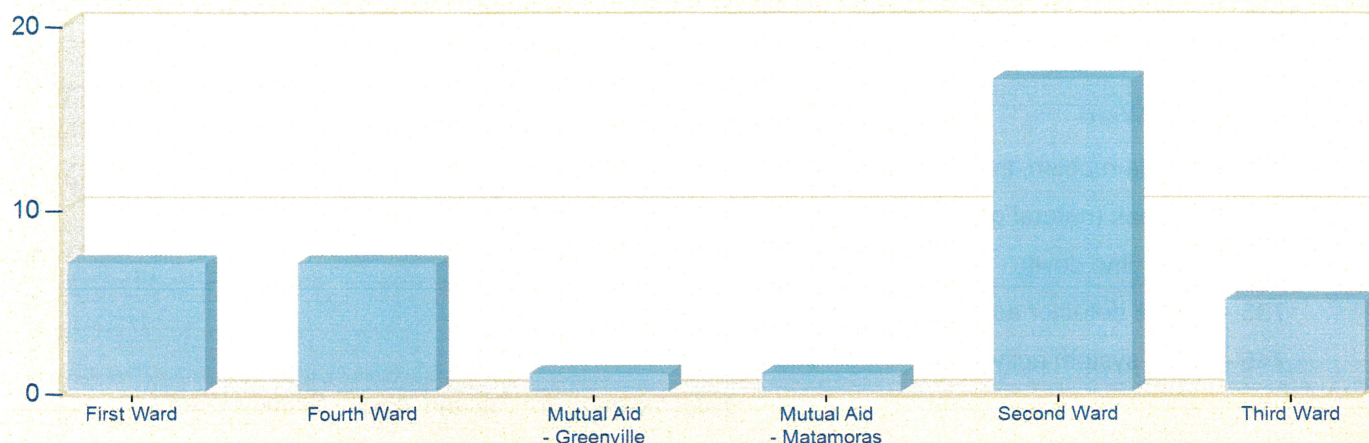 20
10
0
First Ward
Fourth Ward
Mutual Aid
- Greenville
Mutual Aid
- Matamoras
Second Ward
Third Ward